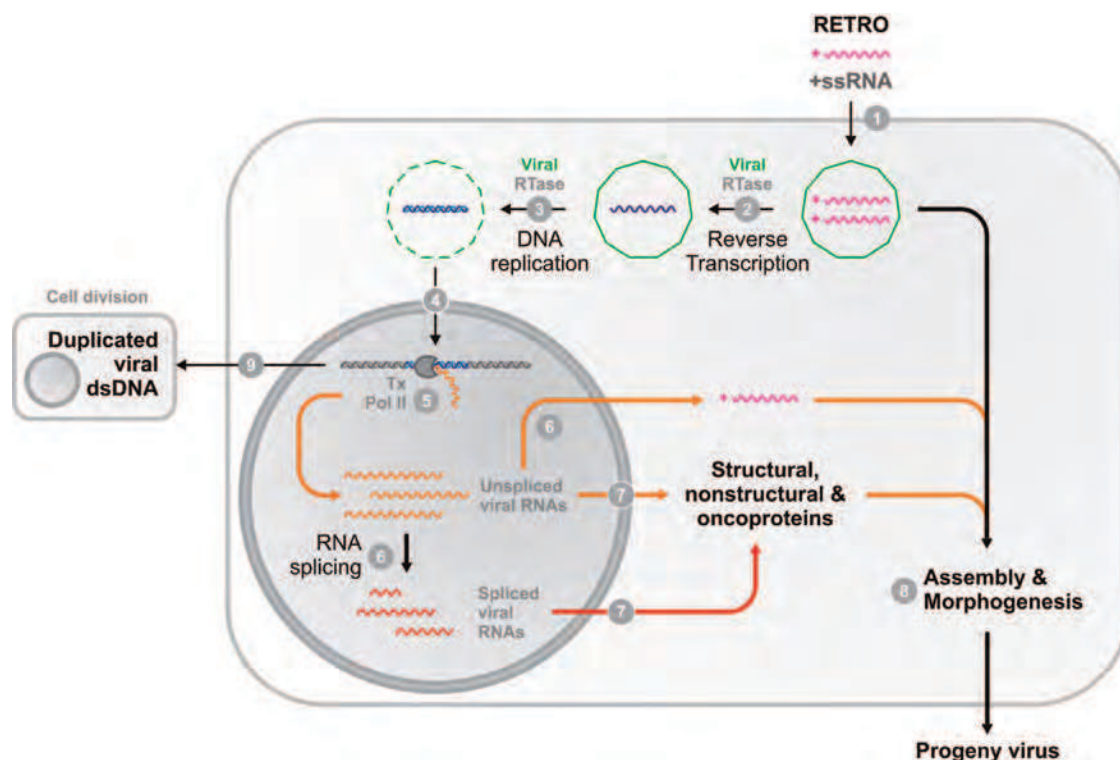 RETRO
+
+ssRNA
1
Viral
RTase
3
DNA
replication
Viral
RTase
2
Reverse
Transcription
+
+
4
Cell division
Duplicated
viral
dsDNA
9
Tx
Pol II
5
6
+
Unspliced
viral RNAs
7
Structural,
nonstructural &
oncoproteins
RNA
splicing
6
Spliced
viral
RNAs
7
8
Assembly &
Morphogenesis
Progeny virus